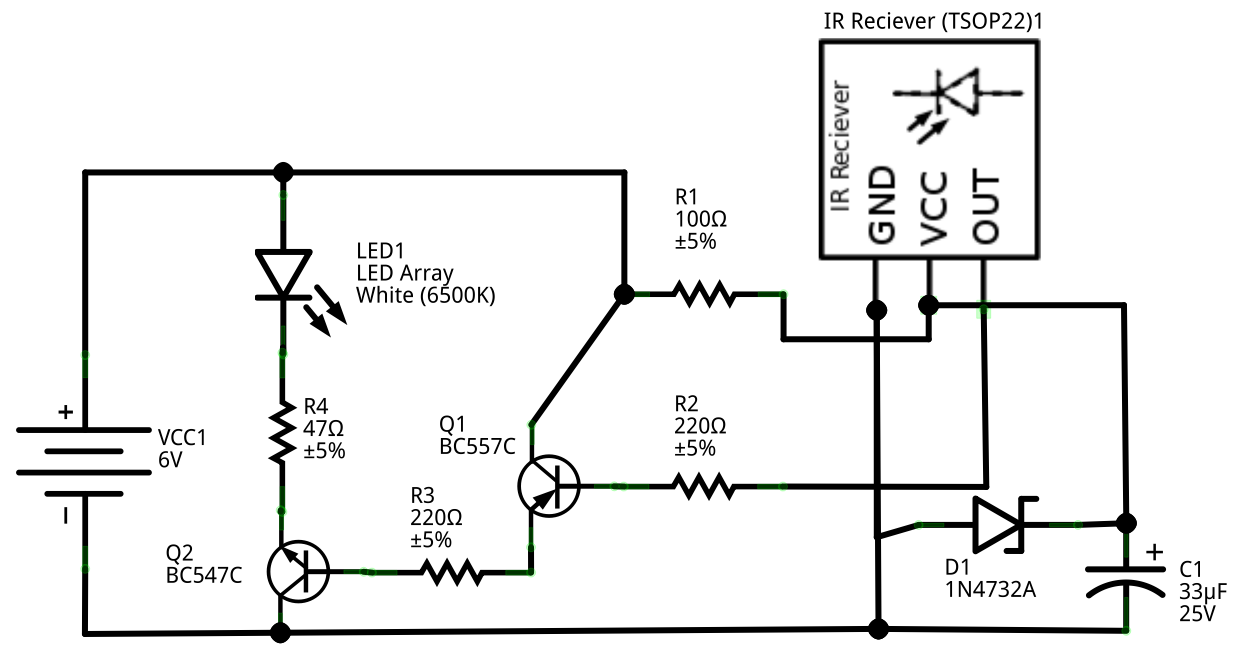 IR Reciever (TSOP22)1
IR Reciever
GND
VCC
OUT
R1
100Ω
±5%
LED1
LED Array
White (6500K)
R4
47Ω
±5%
+
VCC1
6V
Q1
BC557C
R2
220Ω
±5%
R3
220Ω
±5%
Q2
BC547C
D1
1N4732A
+
C1
33µF
25V